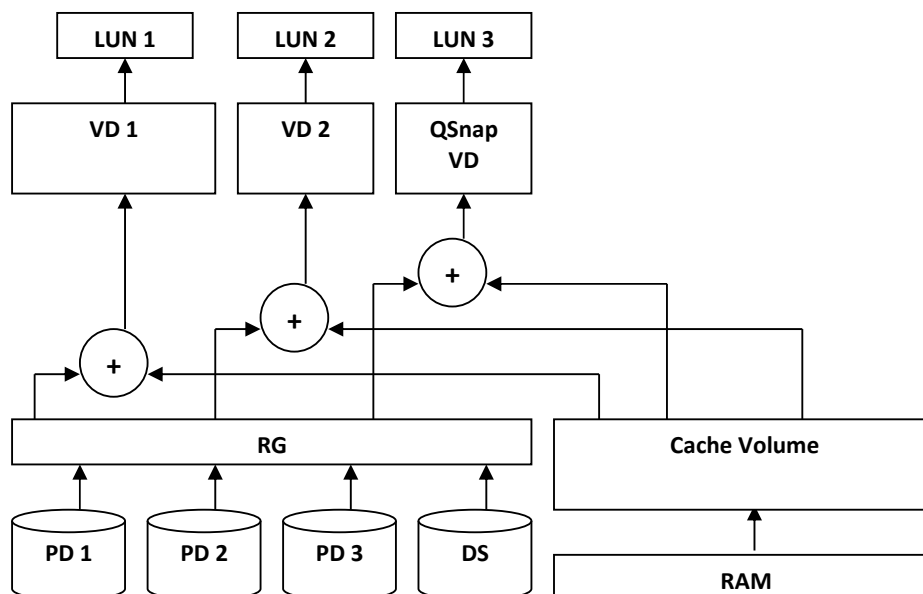 LUN 1
LUN 2
LUN 3
VD 1
VD 2
QSnap
VD
+
+
+
RG
Cache Volume
PD 1
PD 2
PD 3
DS
RAM